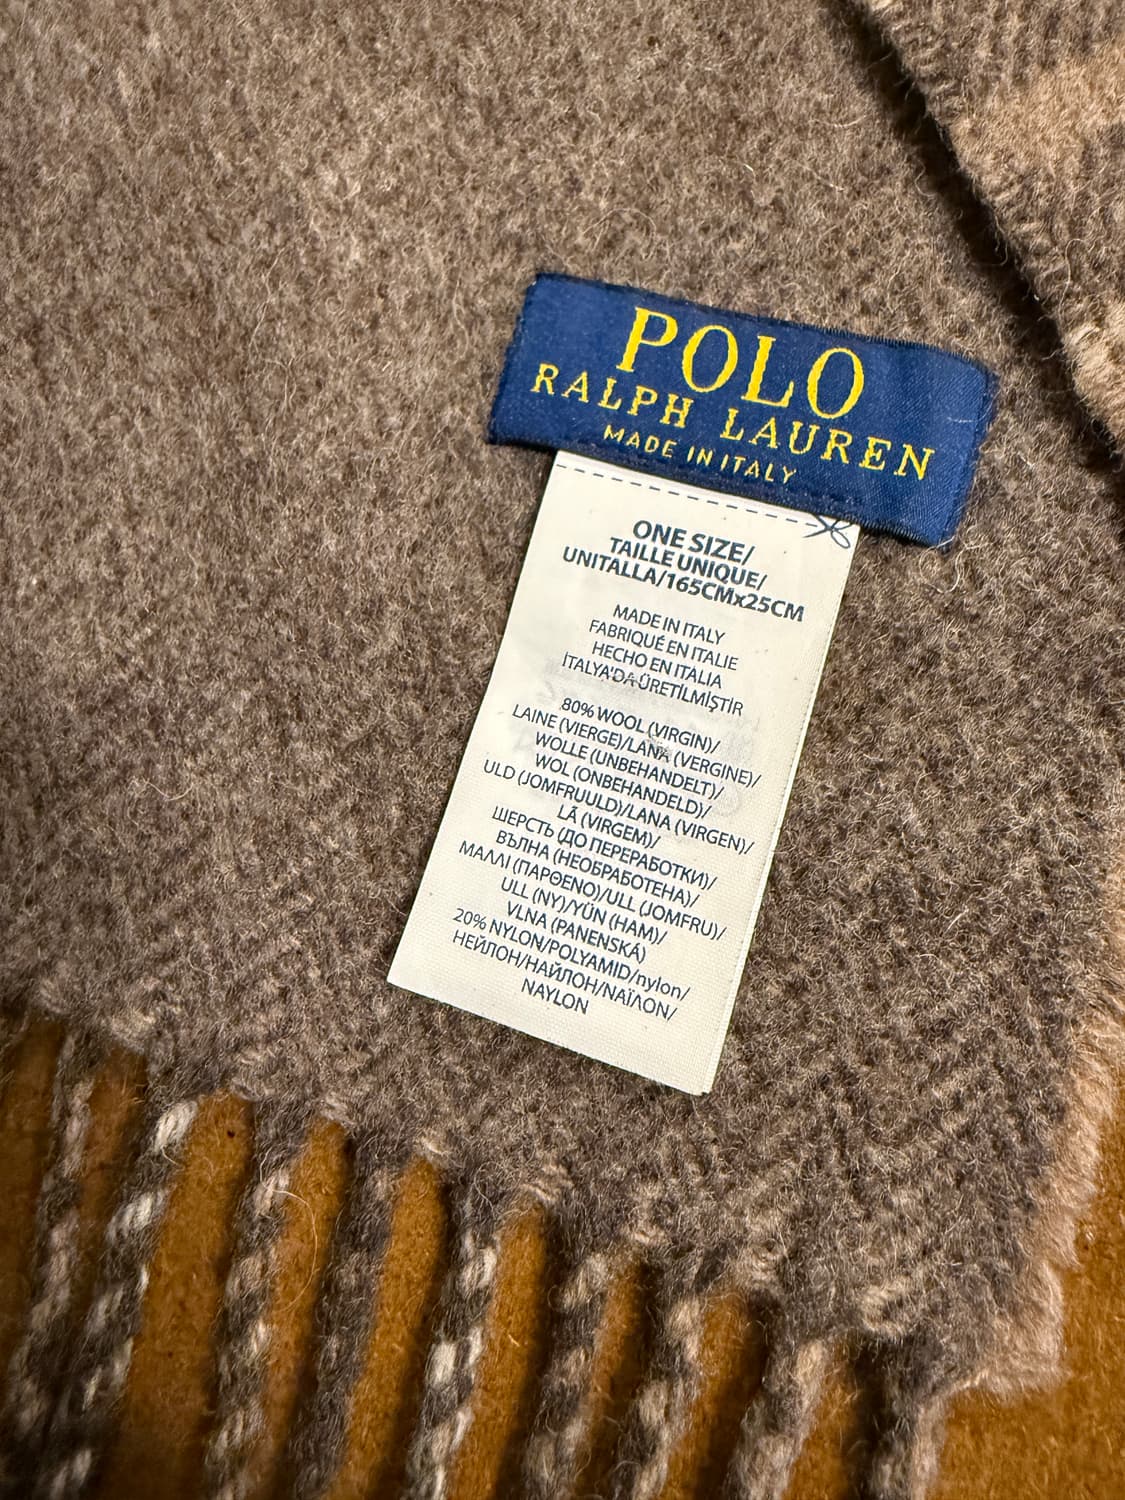 POLO
RALPH LAUREN
MADE IN ITALY
ONE SIZE/
TAILLE UNIQUE/
UNITALLA/165CMx25CM
MADE IN ITALY
FABRIQUÉ EN ITALIE
HECHO EN ITALIA
İTALYA'DA ÜRETİLMİŞTİR
80% WOOL (VIRGIN)/
LAINE (VIERGE)/LANA (VERGINE)/
WOLLE (UNBEHANDELT)/
WOL (ONBEHANDELD)/
ULD (JOMFRUULD)/LANA (VIRGEN)/
LÃ (VIRGEM)/
ШЕРСТЬ (ДО ПЕРЕРАБОТКИ)/
ВЪЛНА (НЕОБРАБОТЕНА)/
ΜΑΛΛΙ (ΠΑΡΘΕΝΟ)/ULL (JOMFRU)/
ULL (NY)/YÜN (HAM)/
VLNA (PANENSKÁ)
20% NYLON/POLYAMID/nylon/
НЕЙЛОН/НАЙЛОН/ΝΑΪΛΟΝ/
NAYLON